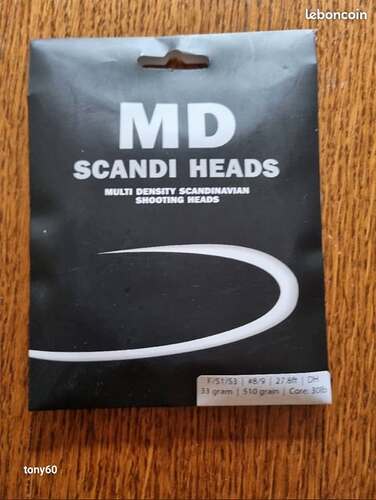 leboncoin
MD
SCANDI HEADS
MULTI DENSITY SCANDINAVIAN
SHOOTING HEADS
F/S1/S3 | #8/9 | 27.8ft | DH
33 gram | 510 grain | Core: 30lb
tony60